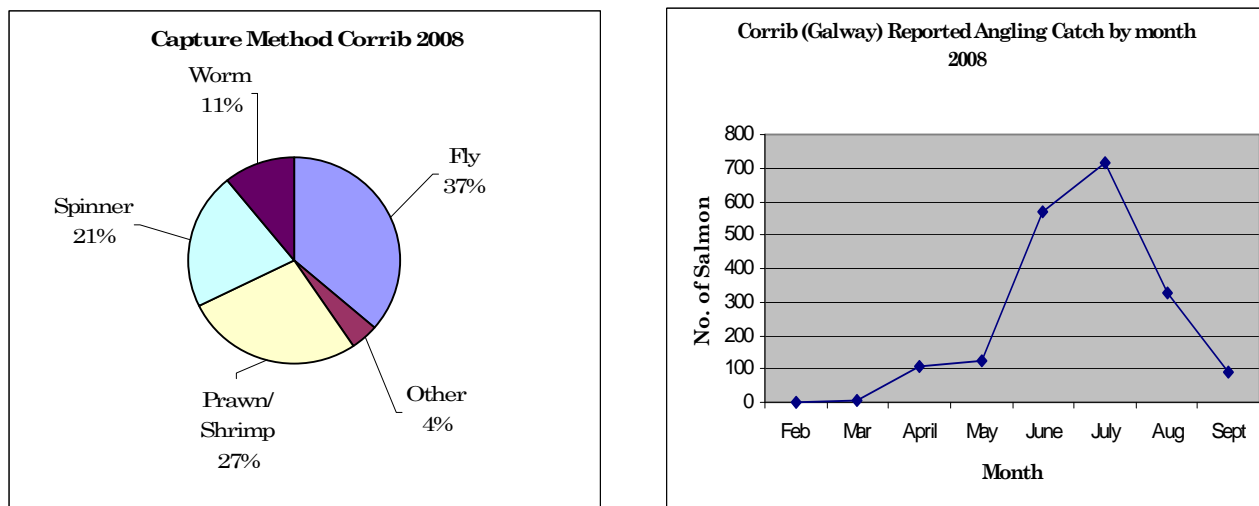 Capture Method Corrib 2008
Worm
11%
Fly
37%
Spinner
21%
Prawn/
Shrimp
27%
Other
4%
Corrib (Galway) Reported Angling Catch by month
2008
No. of Salmon
800
700
600
500
400
300
200
100
0
Feb Mar April May June July Aug Sept
Month